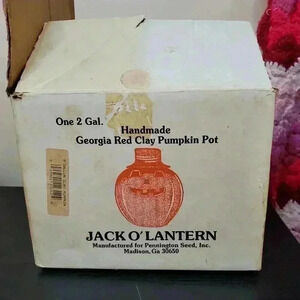 One 2 Gal.
Handmade
Georgia Red Clay Pumpkin Pot
JACK O' LANTERN
Manufactured for Pennington Seed, Inc.
Madison, Ga 30650